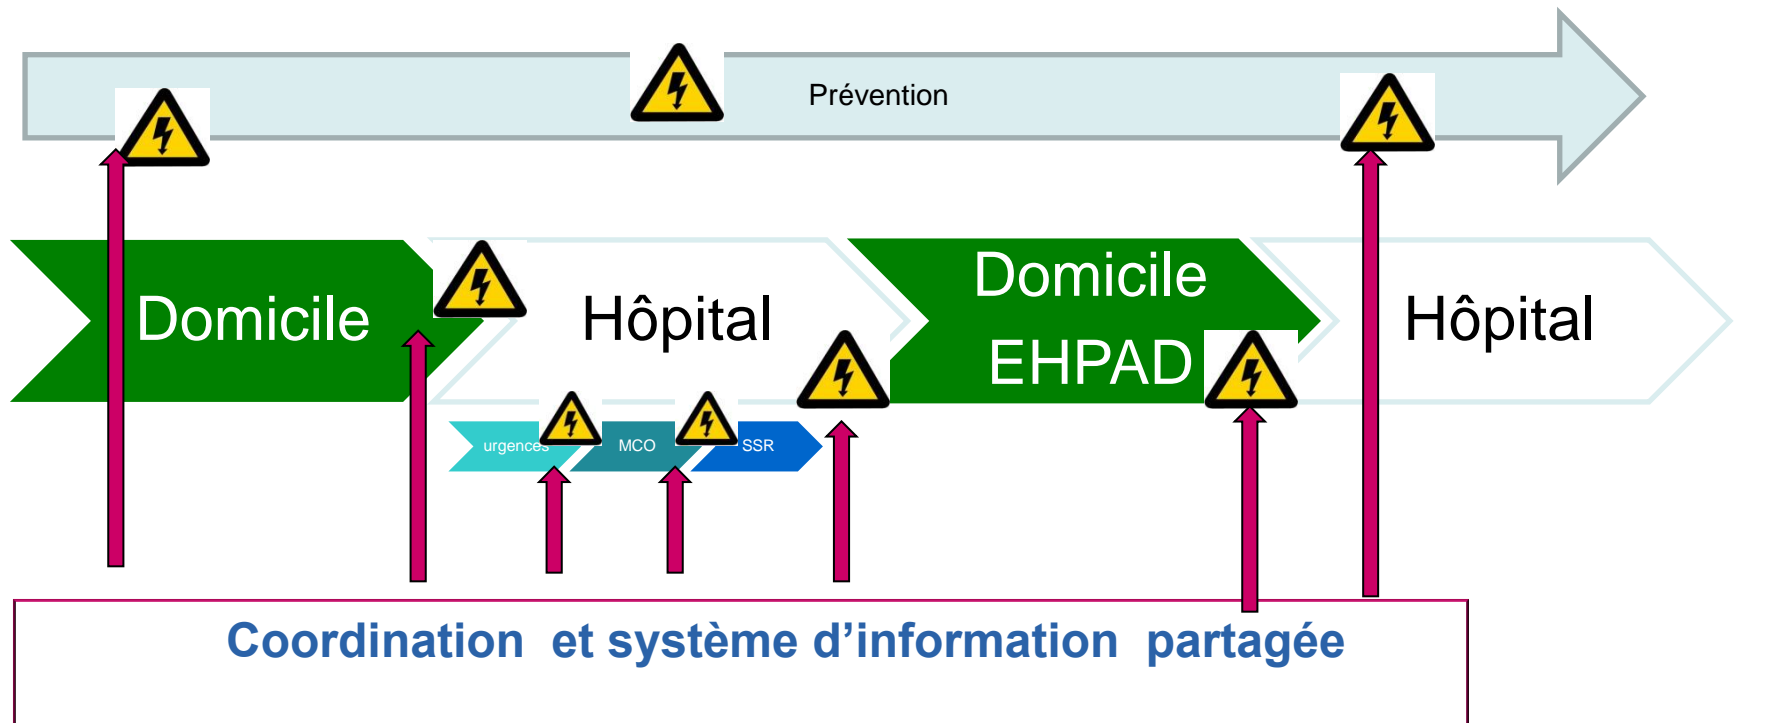 Prévention
Domicile
Hôpital
Domicile
EHPAD
Hôpital
urgences
MCO
SSR
Coordination et système d’information partagée